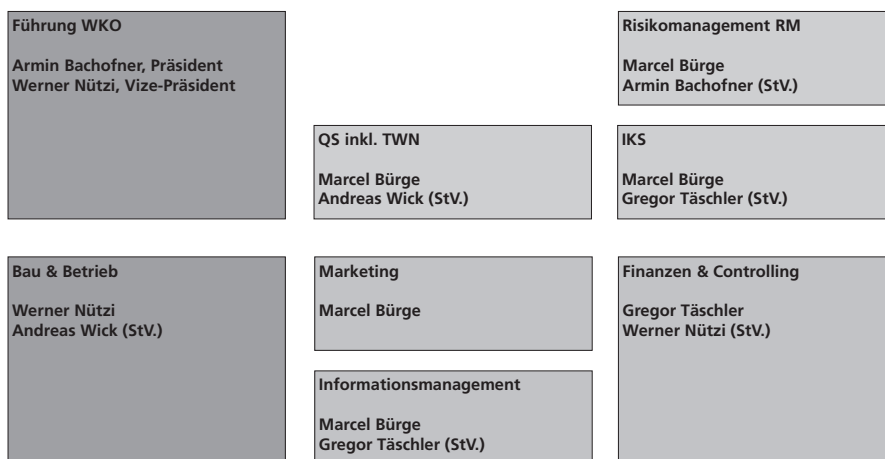 Führung WKO
Armin Bachofner, Präsident
Werner Nützi, Vize-Präsident
Risikomanagement RM
Marcel Bürge
Armin Bachofner (StV.)
QS inkl. TWN
Marcel Bürge
Andreas Wick (StV.)
IKS
Marcel Bürge
Gregor Täschler (StV.)
Bau & Betrieb
Werner Nützi
Andreas Wick (StV.)
Marketing
Marcel Bürge
Finanzen & Controlling
Gregor Täschler
Werner Nützi (StV.)
Informationsmanagement
Marcel Bürge
Gregor Täschler (StV.)